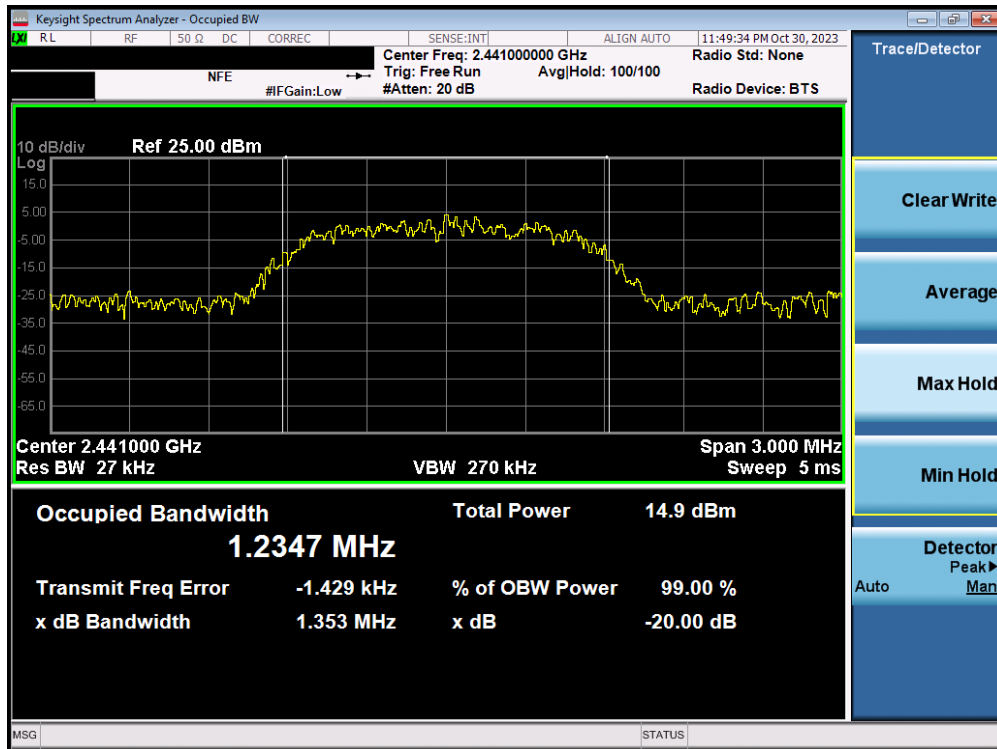 Keysight Spectrum Analyzer - Occupied BW
LXI RL RF 50 Ω DC CORREC SENSE:INT ALIGN AUTO 11:49:34 PM Oct 30, 2023
Center Freq: 2.441000000 GHz Radio Std: None
NFE Trig: Free Run Avg|Hold: 100/100
#IFGain:Low #Atten: 20 dB Radio Device: BTS
10 dB/div Ref 25.00 dBm
Log
15.0
5.00
-5.00
-15.0
-25.0
-35.0
-45.0
-55.0
-65.0
Center 2.441000 GHz Span 3.000 MHz
Res BW 27 kHz VBW 270 kHz Sweep 5 ms
Occupied Bandwidth Total Power 14.9 dBm
1.2347 MHz
Transmit Freq Error -1.429 kHz % of OBW Power 99.00 %
x dB Bandwidth 1.353 MHz x dB -20.00 dB
MSG STATUS
Trace/Detector
Clear Write
Average
Max Hold
Min Hold
Detector
Peak▶
Auto Man